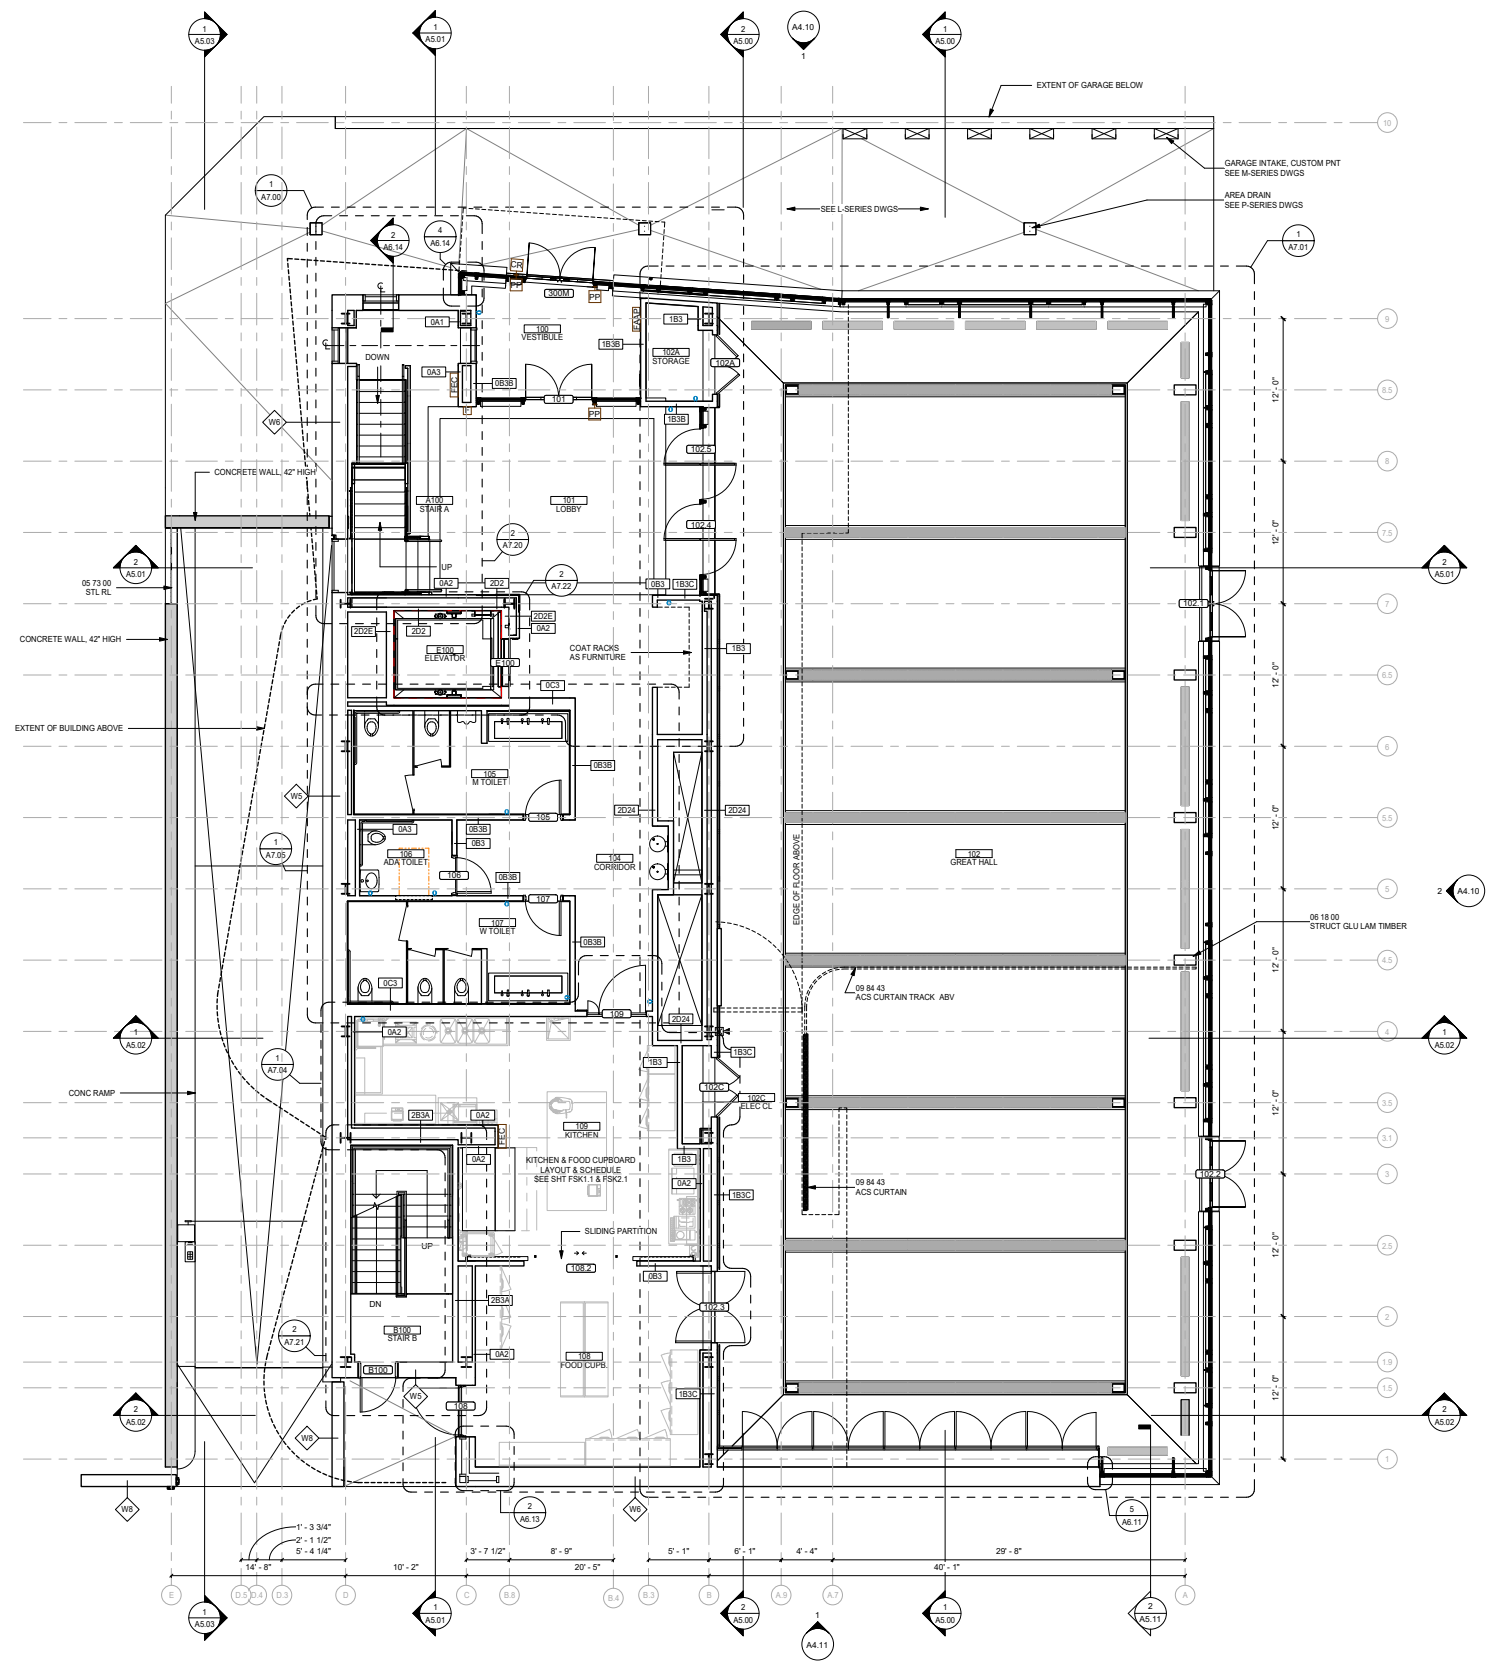 1
A5.03
1
A5.01
2
A5.00
A4.10
1
1
A5.00
EXTENT OF GARAGE BELOW
10
GARAGE INTAKE, CUSTOM PNT
SEE M-SERIES DWGS
AREA DRAIN
SEE P-SERIES DWGS
1
A7.00
SEE L-SERIES DWGS
2
A6.14
4
A6.14
1
A7.01
CR
PP
300M
PP
FAAP
0A1
100
VESTIBULE
1B3
1B3B
102A
STORAGE
102A
9
DOWN
0A3
FEC
0B3B
101
PP
1B3B
8.5
12' - 0"
W6
102.5
8
CONCRETE WALL, 42" HIGH
A100
STAIR A
101
LOBBY
102.4
7.5
12' - 0"
2
A7.20
2
A5.01
UP
2
A7.22
2
A5.01
05 73 00
STL RL
0A2
2D2
0B3
1B3C
102.1
7
2D2E
2D2
2D2E
0A2
CONCRETE WALL, 42" HIGH
E100
ELEVATOR
E100
COAT RACKS
AS FURNITURE
1B3
12' - 0"
6.5
0C3
EXTENT OF BUILDING ABOVE
6
105
M TOILET
0B3B
W5
2D24
2D24
12' - 0"
5.5
105
0A3
0B3B
0B3
1
A7.05
106
ADA TOILET
106
104
CORRIDOR
EDGE OF FLOOR ABOVE
102
GREAT HALL
0B3B
5
2
A4.10
107
107
W TOILET
0B3B
06 18 00
STRUCT GLU LAM TIMBER
12' - 0"
4.5
0C3
09 84 43
ACS CURTAIN TRACK ABV
109
2D24
0A2
4
2
A5.02
1
A5.02
1
A7.04
1B3
1B3C
102C
CONC RAMP
102C
ELEC CL
12' - 0"
3.5
2B3A
0A2
109
KITCHEN
FEC
3.1
0A2
KITCHEN & FOOD CUPBOARD
LAYOUT & SCHEDULE
SEE SHT FSK1.1 & FSK2.1
1B3
0A2
1B3C
09 84 43
ACS CURTAIN
102.2
3
SLIDING PARTITION
UP
12' - 0"
2.5
108.2
0B3
DN
2B3A
102.3
2
A7.21
B100
STAIR B
2
0A2
108
FOOD CUPB.
B100
1.9
W5
1B3C
12' - 0"
1.5
108
2
A5.02
2
A5.02
W8
1
W8
2
A6.13
W6
5
A6.11
1' - 3 3/4"
2' - 1 1/2"
5' - 4 1/4"
3' - 7 1/2"
8' - 9"
5' - 1"
6' - 1"
4' - 4"
29' - 8"
14' - 8"
10' - 2"
20' - 5"
40' - 1"
E
D.5
D.4
D.3
D
C
B.8
B.4
B.3
B
A.9
A.7
A
1
A5.03
1
A5.01
2
A5.00
1
A4.11
1
A5.00
2
A5.11